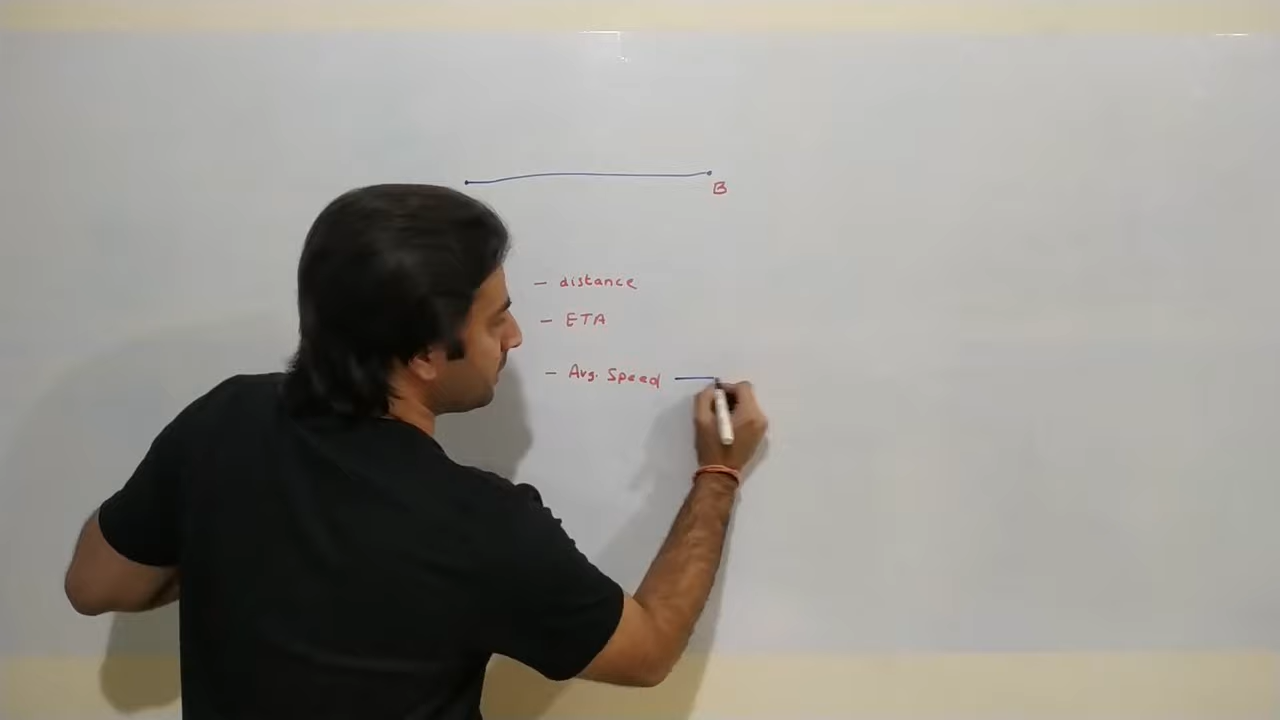 B
- distance
- ETA
- Avg. Speed —